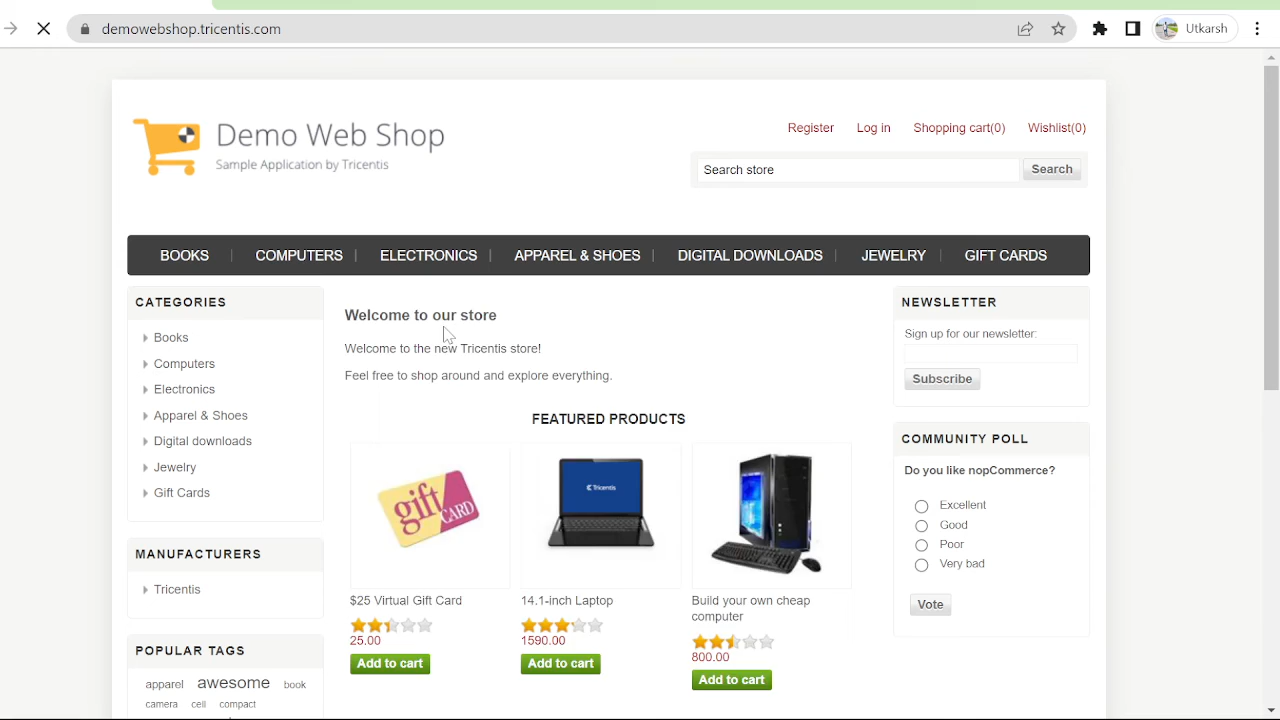 demowebshop.tricentis.com
Utkarsh
Demo Web Shop
Sample Application by Tricentis
Register Log in Shopping cart(0) Wishlist(0)
Search store Search
BOOKS COMPUTERS ELECTRONICS APPAREL & SHOES DIGITAL DOWNLOADS JEWELRY GIFT CARDS
CATEGORIES
Books
Computers
Electronics
Apparel & Shoes
Digital downloads
Jewelry
Gift Cards
MANUFACTURERS
Tricentis
POPULAR TAGS
apparel awesome book
camera cell compact
Welcome to our store
Welcome to the new Tricentis store!
Feel free to shop around and explore everything.
FEATURED PRODUCTS
gift
CARD
$25 Virtual Gift Card
25.00
Add to cart
Tricentis
14.1-inch Laptop
1590.00
Add to cart
Build your own cheap
computer
800.00
Add to cart
NEWSLETTER
Sign up for our newsletter:
Subscribe
COMMUNITY POLL
Do you like nopCommerce?
Excellent
Good
Poor
Very bad
Vote